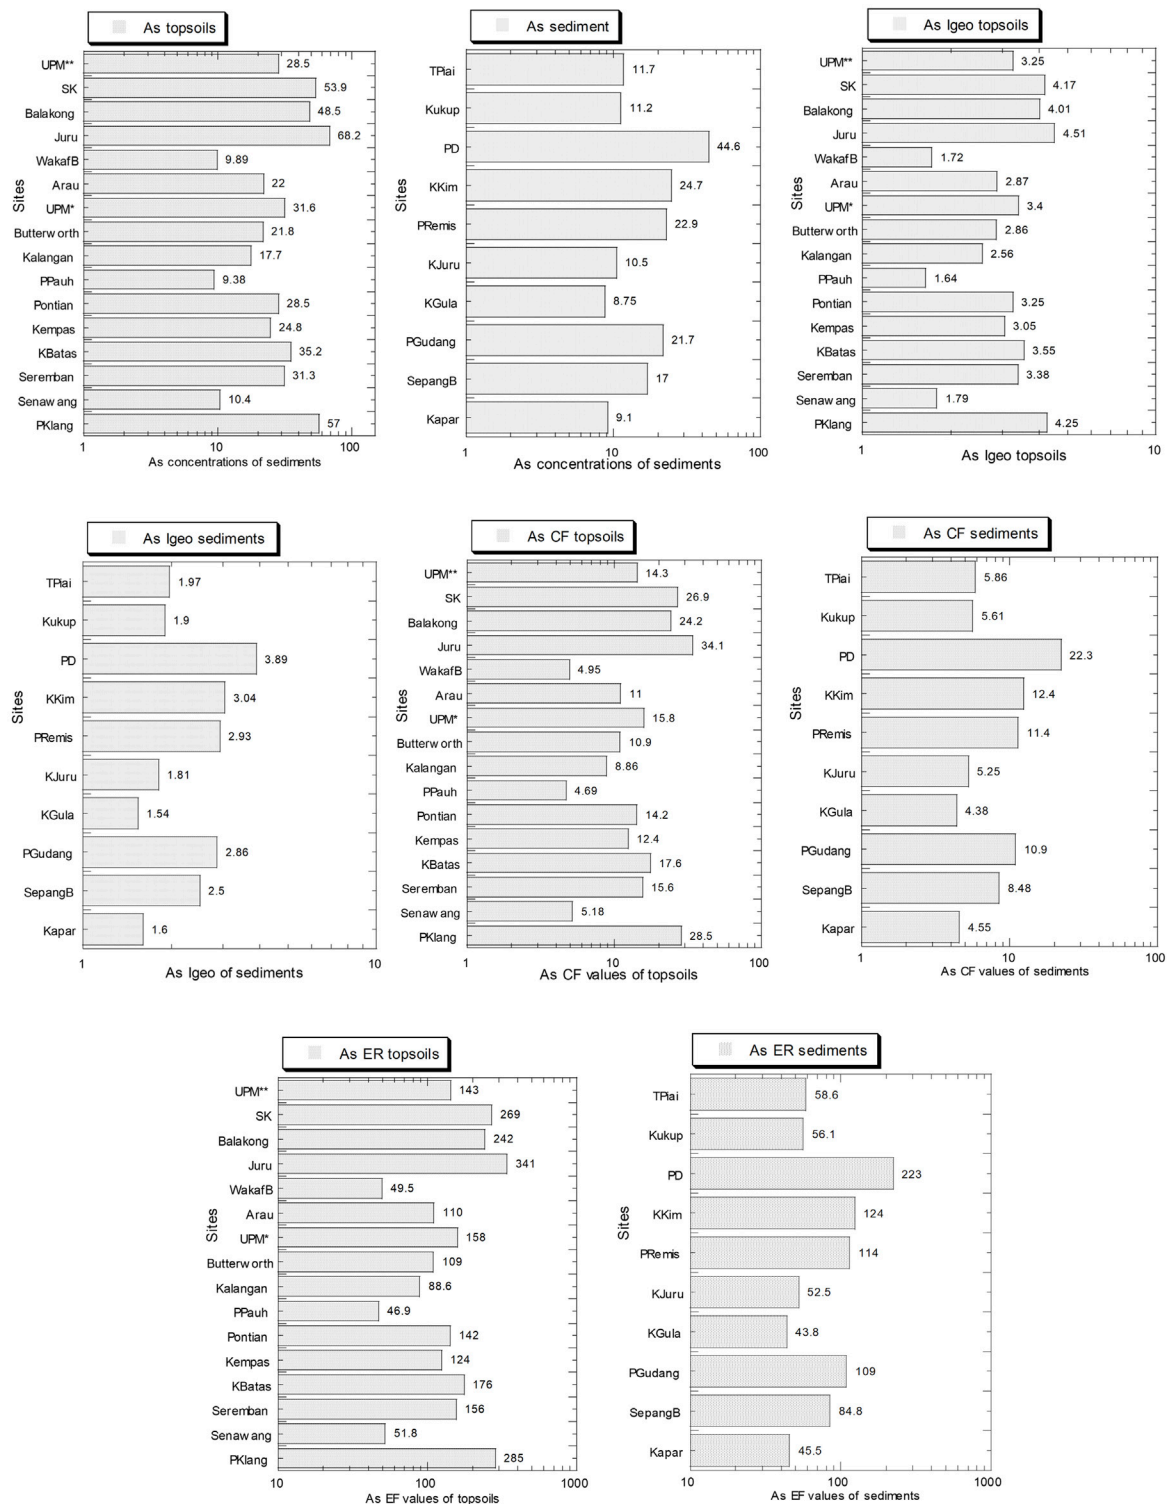 As topsoils
UPM** 28.5
SK 53.9
Balakong 48.5
Juru 68.2
WakafB 9.89
Arau 22
UPM* 31.6
Butterworth 21.8
Kalangan 17.7
PPauh 9.38
Pontian 28.5
Kempas 24.8
KBatas 35.2
Seremban 31.3
Senawang 10.4
PKlang 57
Sites
1 10 100
As concentrations of sediments
As sediment
TPiai 11.7
Kukup 11.2
PD 44.6
KKim 24.7
PRemis 22.9
KJuru 10.5
KGula 8.75
PGudang 21.7
SepangB 17
Kapar 9.1
Sites
1 10 100
As concentrations of sediments
As Igeo topsoils
UPM** 3.25
SK 4.17
Balakong 4.01
Juru 4.51
WakafB 1.72
Arau 2.87
UPM* 3.4
Butterworth 2.86
Kalangan 2.56
PPauh 1.64
Pontian 3.25
Kempas 3.05
KBatas 3.55
Seremban 3.38
Senawang 1.79
PKlang 4.25
Sites
1 10
As Igeo topsoils
As Igeo sediments
TPiai 1.97
Kukup 1.9
PD 3.89
KKim 3.04
PRemis 2.93
KJuru 1.81
KGula 1.54
PGudang 2.86
SepangB 2.5
Kapar 1.6
Sites
1 10
As Igeo of sediments
As CF topsoils
UPM** 14.3
SK 26.9
Balakong 24.2
Juru 34.1
WakafB 4.95
Arau 11
UPM* 15.8
Butterworth 10.9
Kalangan 8.86
PPauh 4.69
Pontian 14.2
Kempas 12.4
KBatas 17.6
Seremban 15.6
Senawang 5.18
PKlang 28.5
Sites
1 10 100
As CF values of topsoils
As CF sediments
TPiai 5.86
Kukup 5.61
PD 22.3
KKim 12.4
PRemis 11.4
KJuru 5.25
KGula 4.38
PGudang 10.9
SepangB 8.48
Kapar 4.55
Sites
1 10 100
As CF values of sediments
As ER topsoils
UPM** 143
SK 269
Balakong 242
Juru 341
WakafB 49.5
Arau 110
UPM* 158
Butterworth 109
Kalangan 88.6
PPauh 46.9
Pontian 142
Kempas 124
KBatas 176
Seremban 156
Senawang 51.8
PKlang 285
Sites
10 100 1000
As EF values of topsoils
As ER sediments
TPiai 58.6
Kukup 56.1
PD 223
KKim 124
PRemis 114
KJuru 52.5
KGula 43.8
PGudang 109
SepangB 84.8
Kapar 45.5
Sites
10 100 1000
As EF values of sediments